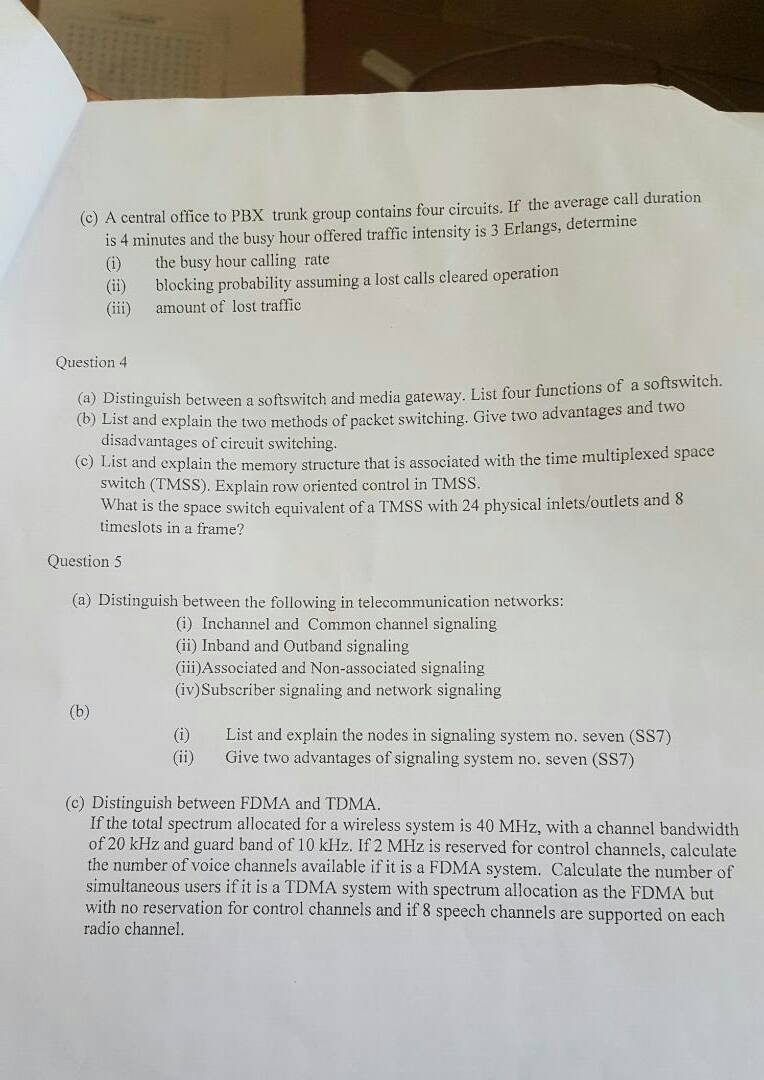 (c) A central office to PBX trunk group contains four circuits. If the average call duration
is 4 minutes and the busy hour offered traffic intensity is 3 Erlangs, determine
(i) the busy hour calling rate
(ii) blocking probability assuming a lost calls cleared operation
(iii) amount of lost traffic
Question 4
(a) Distinguish between a softswitch and media gateway. List four functions of a softswitch.
(b) List and explain the two methods of packet switching. Give two advantages and two
disadvantages of circuit switching.
(c) List and explain the memory structure that is associated with the time multiplexed space
switch (TMSS). Explain row oriented control in TMSS.
What is the space switch equivalent of a TMSS with 24 physical inlets/outlets and 8
timeslots in a frame?
Question 5
(a) Distinguish between the following in telecommunication networks:
(i) Inchannel and Common channel signaling
(ii) Inband and Outband signaling
(iii)Associated and Non-associated signaling
(iv)Subscriber signaling and network signaling
(b)
(i) List and explain the nodes in signaling system no. seven (SS7)
(ii) Give two advantages of signaling system no. seven (SS7)
(c) Distinguish between FDMA and TDMA.
If the total spectrum allocated for a wireless system is 40 MHz, with a channel bandwidth
of 20 kHz and guard band of 10 kHz. If 2 MHz is reserved for control channels, calculate
the number of voice channels available if it is a FDMA system. Calculate the number of
simultaneous users if it is a TDMA system with spectrum allocation as the FDMA but
with no reservation for control channels and if 8 speech channels are supported on each
radio channel.